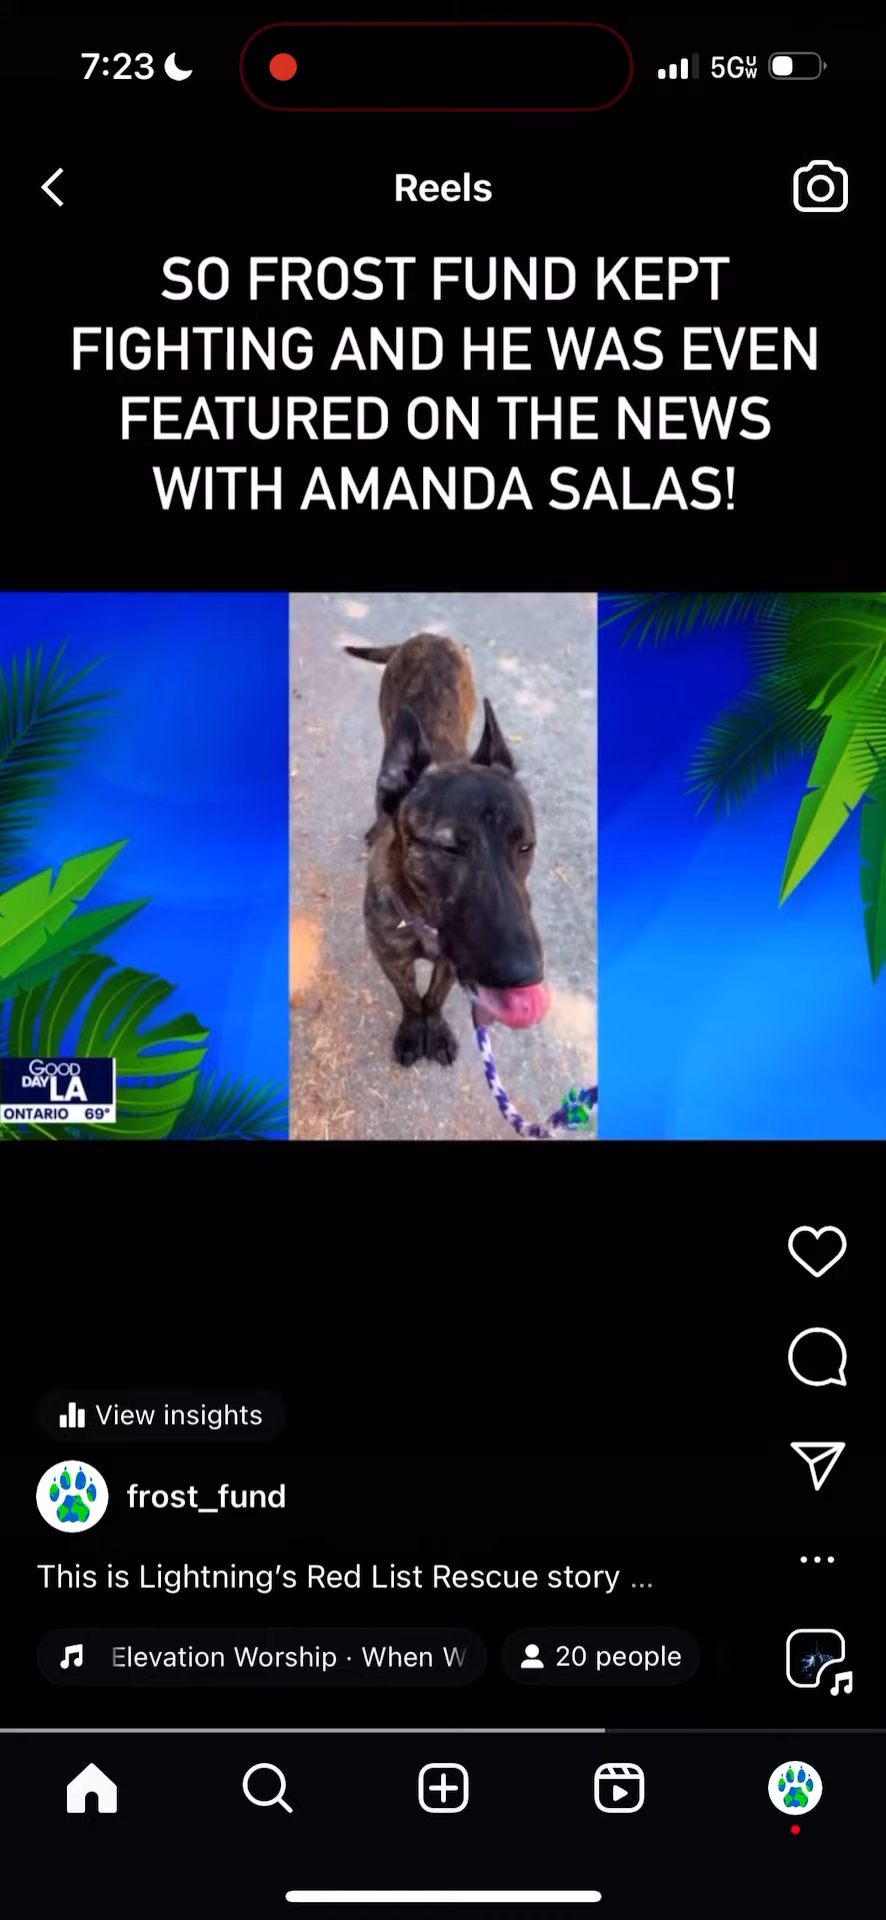 7:23
5GUW
Reels
SO FROST FUND KEPT
FIGHTING AND HE WAS EVEN
FEATURED ON THE NEWS
WITH AMANDA SALAS!
GOOD
DAY LA
ONTARIO 69°
View insights
frost_fund
This is Lightning’s Red List Rescue story ...
Elevation Worship · When W
20 people